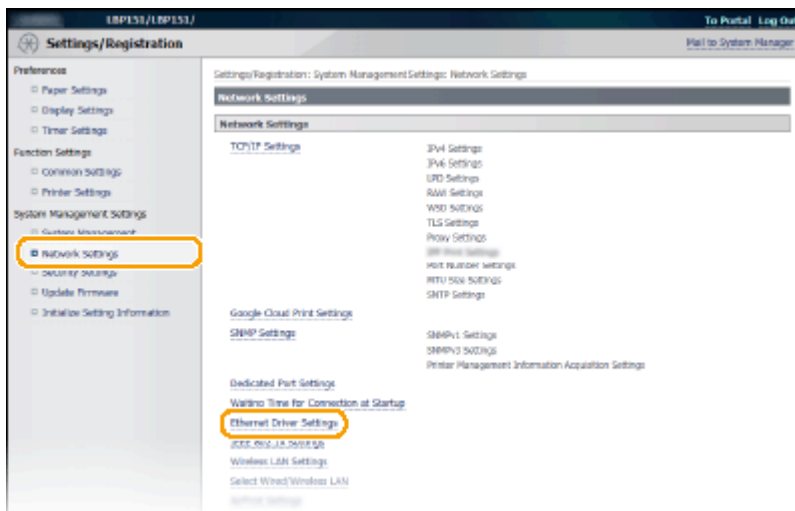 LBP151/LBP151/
To Portal Log Out
Settings/Registration
Mail to System Manager
Preferences
Paper Settings
Display Settings
Timer Settings
Function Settings
Common Settings
Printer Settings
System Management Settings
System Management
Network Settings
Security Settings
Update Firmware
Initialize Setting Information
Settings/Registration: System Management Settings: Network Settings
Network Settings
Network Settings
TCP/IP Settings
IPv4 Settings
IPv6 Settings
LPD Settings
RAW Settings
WSD Settings
TLS Settings
Proxy Settings
Port Number Settings
MTU Size Settings
SNTP Settings
Google Cloud Print Settings
SNMP Settings
SNMPv1 Settings
SNMPv3 Settings
Printer Management Information Acquisition Settings
Dedicated Port Settings
Waiting Time for Connection at Startup
Ethernet Driver Settings
IEEE 802.1X Settings
Wireless LAN Settings
Select Wired/Wireless LAN